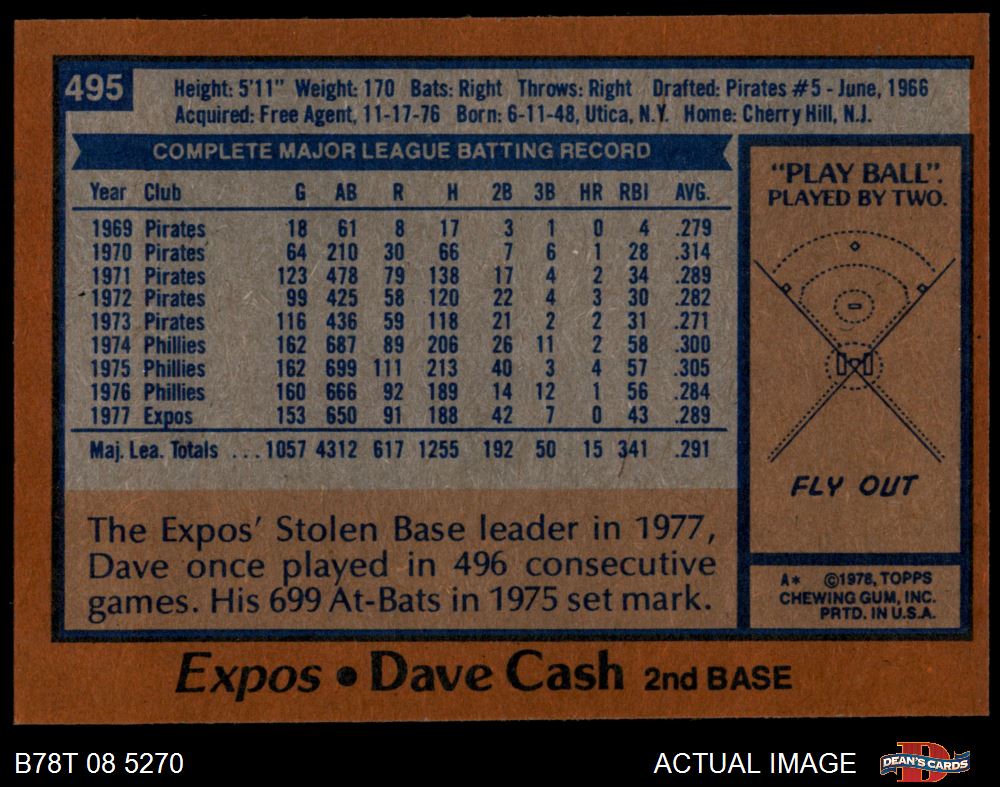 495
Height: 5'11" Weight: 170 Bats: Right Throws: Right Drafted: Pirates #5 - June, 1966
Acquired: Free Agent, 11-17-76 Born: 6-11-48, Utica, N.Y. Home: Cherry Hill, N.J.
COMPLETE MAJOR LEAGUE BATTING RECORD
Year Club G AB R H 2B 3B HR RBI AVG.
1969 Pirates 18 61 8 17 3 1 0 4 .279
1970 Pirates 64 210 30 66 7 6 1 28 .314
1971 Pirates 123 478 79 138 17 4 2 34 .289
1972 Pirates 99 425 58 120 22 4 3 30 .282
1973 Pirates 116 436 59 118 21 2 2 31 .271
1974 Phillies 162 687 89 206 26 11 2 58 .300
1975 Phillies 162 699 111 213 40 3 4 57 .305
1976 Phillies 160 666 92 189 14 12 1 56 .284
1977 Expos 153 650 91 188 42 7 0 43 .289
Maj. Lea. Totals ...1057 4312 617 1255 192 50 15 341 .291
The Expos' Stolen Base leader in 1977,
Dave once played in 496 consecutive
games. His 699 At-Bats in 1975 set mark.
"PLAY BALL".
PLAYED BY TWO.
FLY OUT
A* ©1978, TOPPS
CHEWING GUM, INC.
PRTD. IN U.S.A.
Expos • Dave Cash 2nd BASE
B78T 08 5270
ACTUAL IMAGE
D
DEAN'S CARDS